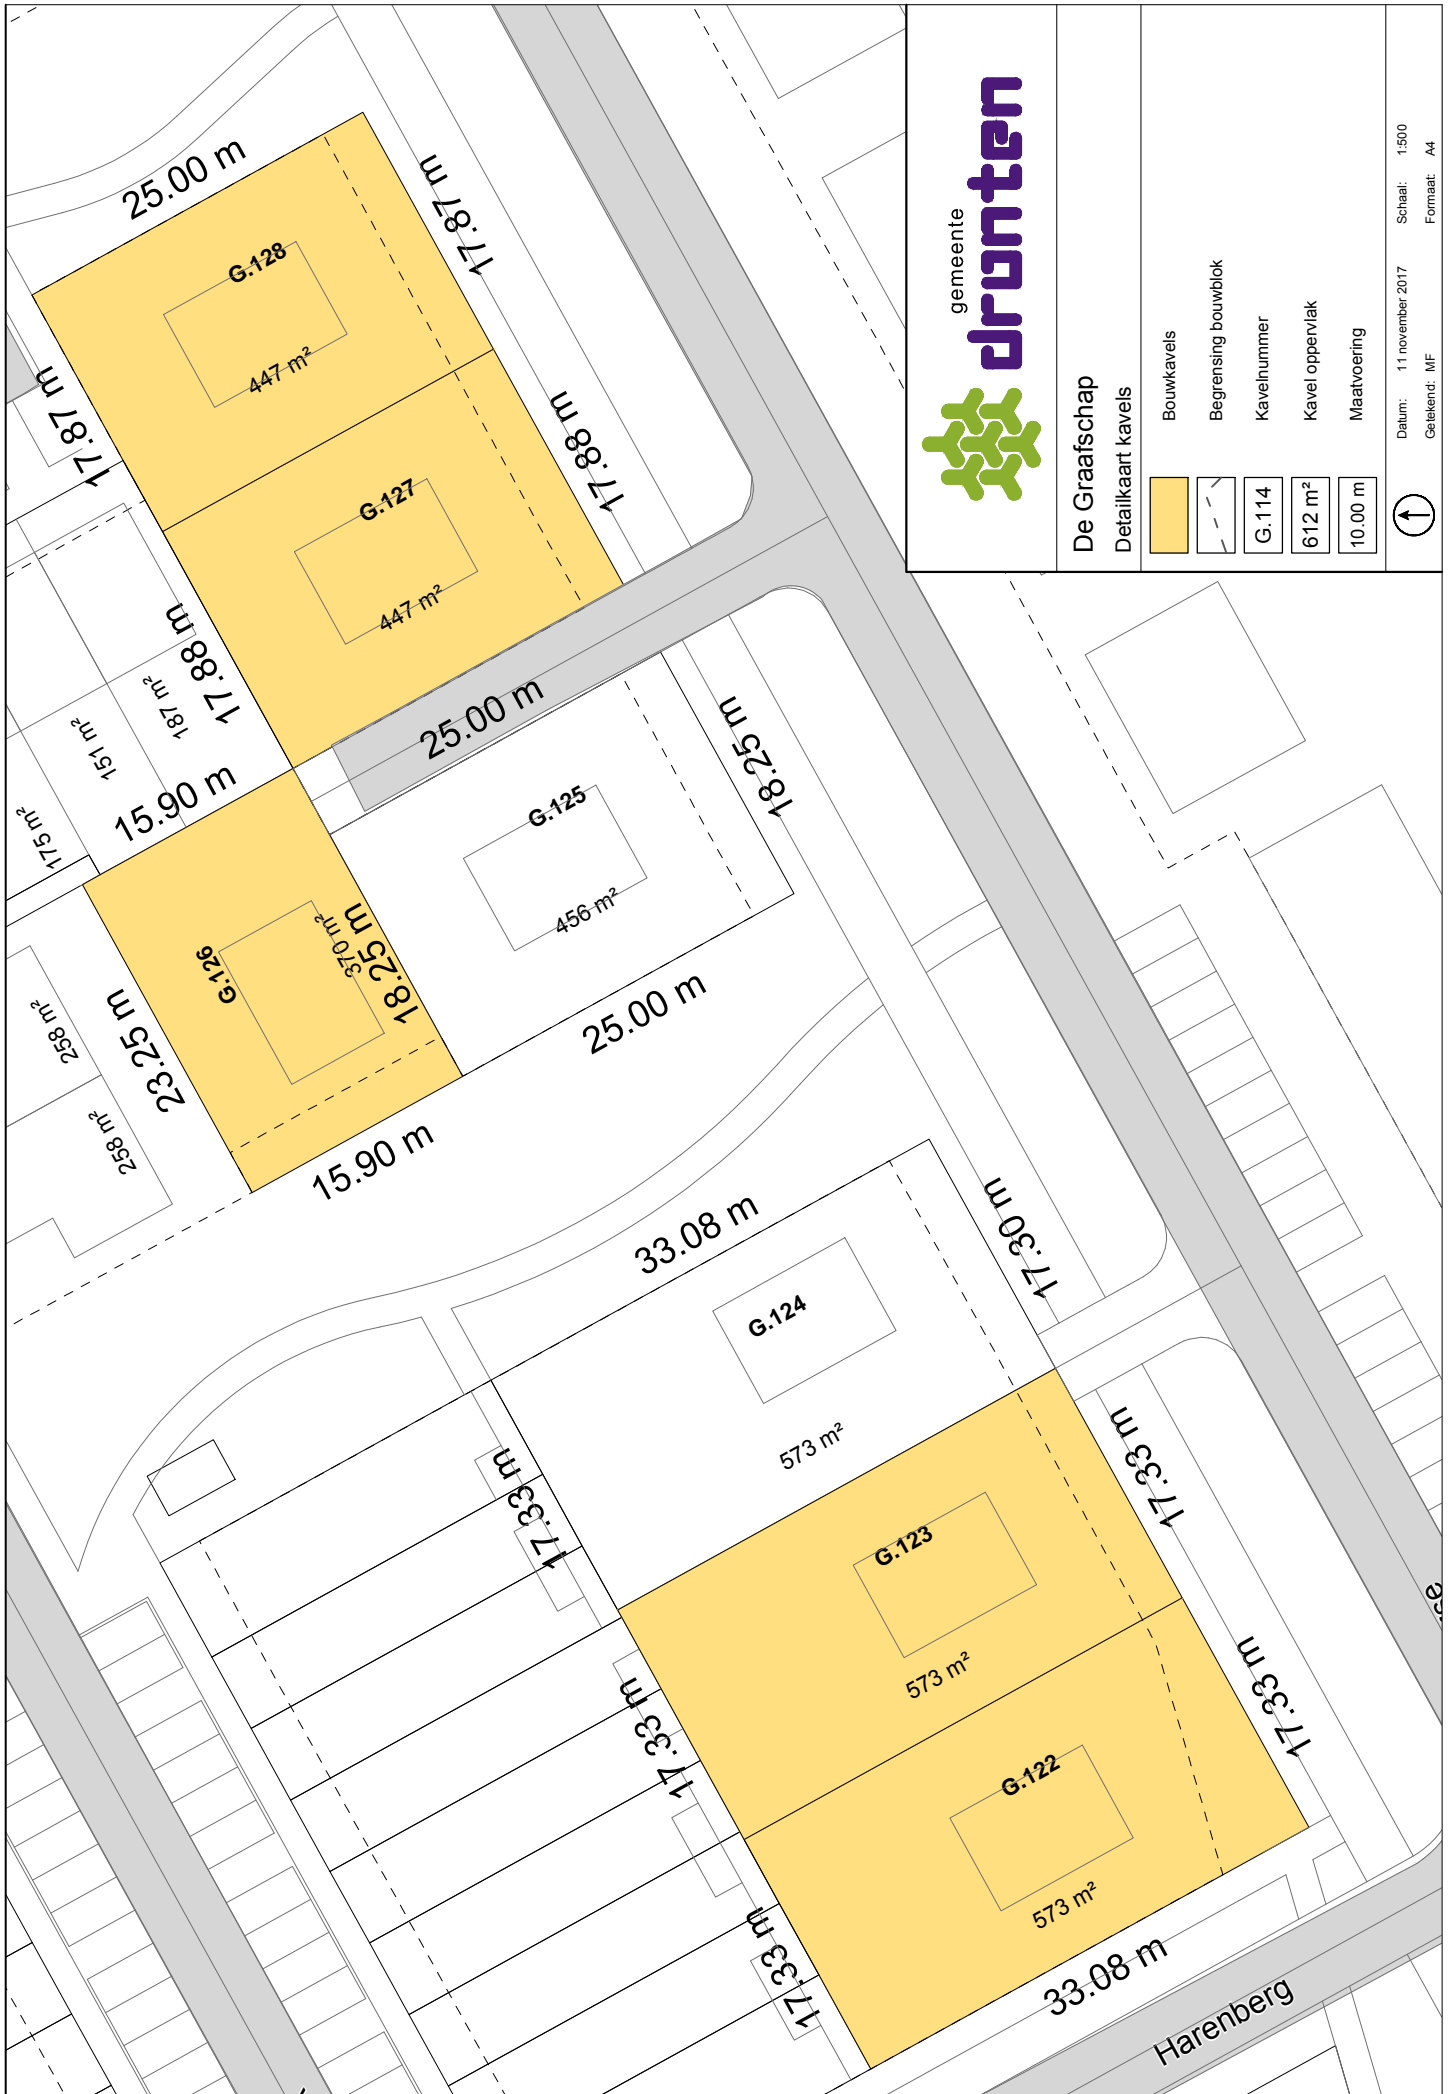 25.00 m
G.128
447 m²
17.87 m
17.87 m
G.127
447 m²
17.88 m
17.88 m
187 m²
151 m²
175 m²
15.90 m
25.00 m
G.125
456 m²
18.25 m
G.126
370 m²
18.25 m
23.25 m
258 m²
258 m²
15.90 m
25.00 m
33.08 m
G.124
573 m²
17.30 m
17.33 m
G.123
573 m²
17.33 m
17.33 m
G.122
573 m²
17.33 m
17.33 m
33.08 m
Harenberg
gemeente
dronten
De Graafschap
Detailkaart kavels
Bouwkavels
Begrensing bouwblok
G.114 Kavelnummer
612 m² Kavel oppervlak
10.00 m Maatvoering
Datum: 11 november 2017 Schaal: 1:500
Getekend: MF Formaat: A4